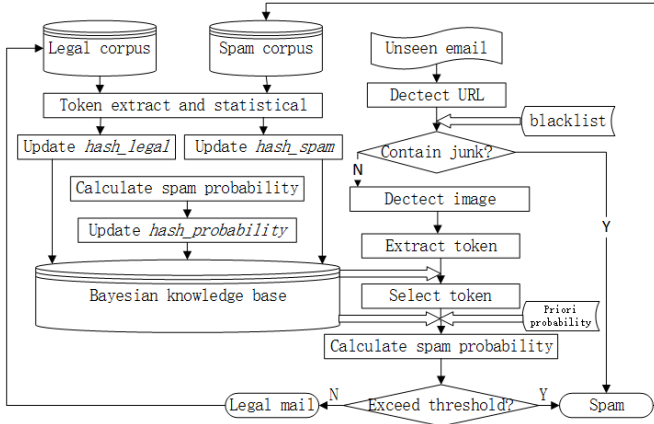 Legal corpus
Spam corpus
Unseen email
Token extract and statistical
Dectect URL
blacklist
Update hash_legal
Update hash_spam
Contain junk?
N
Calculate spam probability
Dectect image
Update hash_probability
Y
Extract token
Bayesian knowledge base
Select token
Priori
probability
Calculate spam probability
Legal mail
N
Exceed threshold?
Y
Spam